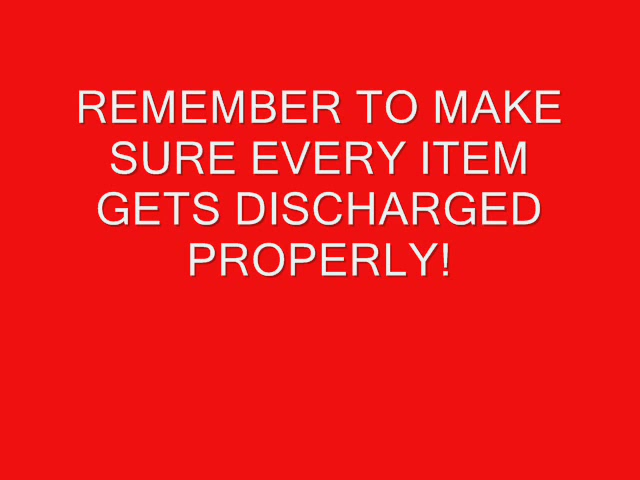 REMEMBER TO MAKE
SURE EVERY ITEM
GETS DISCHARGED
PROPERLY!